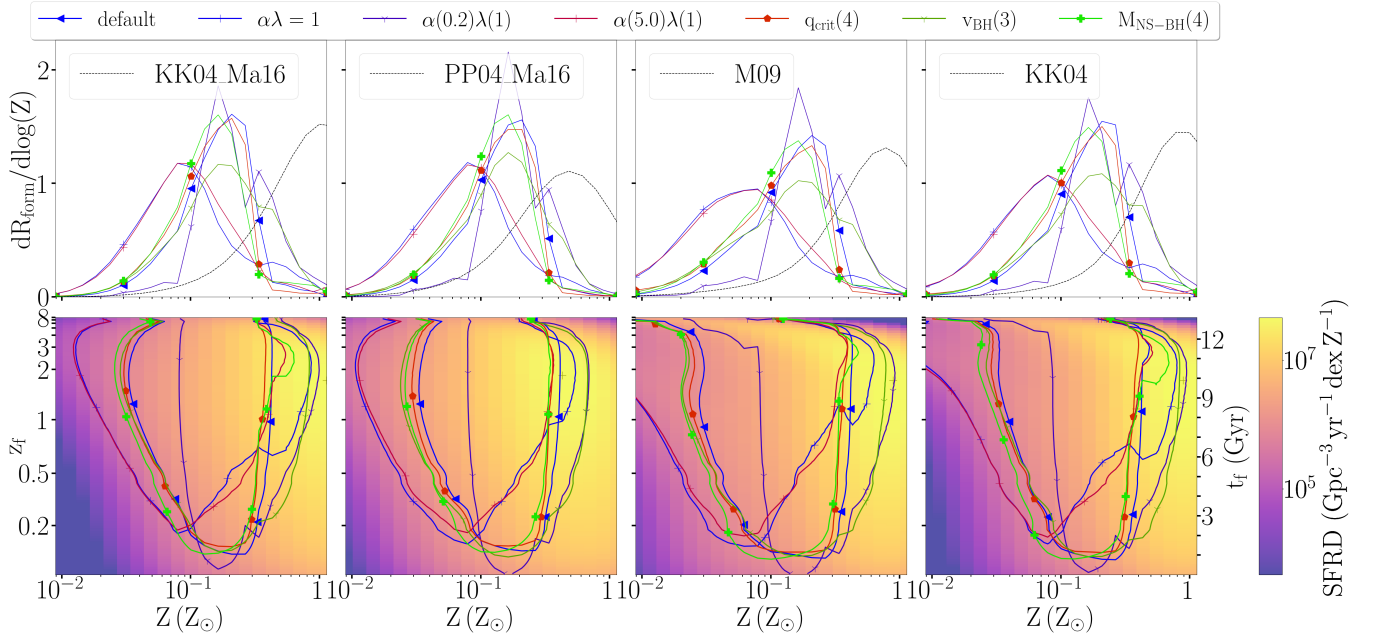 default αλ = 1 α(0.2)λ(1) α(5.0)λ(1) q_crit(4) v_BH(3) M_NS−BH(4)
KK04_Ma16 PP04_Ma16 M09 KK04
dR_form/dlog(Z)
2
1
0
8
3
2
1
0.5
0.2
z_f
12
9
6
3
t_f (Gyr)
10^−2 10^−1 1 10^−2 10^−1 1 10^−2 10^−1 1 10^−2 10^−1 1
Z (Z_⊙) Z (Z_⊙) Z (Z_⊙) Z (Z_⊙)
10^7
10^5
SFRD (Gpc^−3 yr^−1 dex Z^−1)